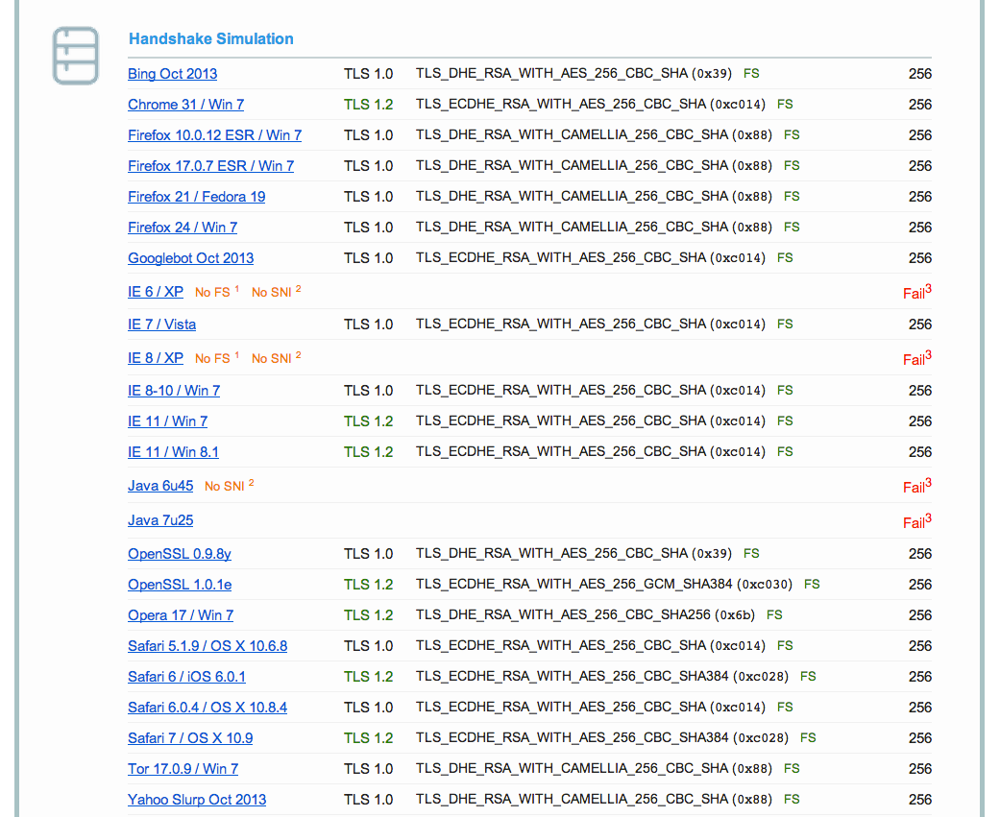 Handshake Simulation
Bing Oct 2013 TLS 1.0 TLS_DHE_RSA_WITH_AES_256_CBC_SHA (0x39) FS 256
Chrome 31 / Win 7 TLS 1.2 TLS_ECDHE_RSA_WITH_AES_256_CBC_SHA (0xc014) FS 256
Firefox 10.0.12 ESR / Win 7 TLS 1.0 TLS_DHE_RSA_WITH_CAMELLIA_256_CBC_SHA (0x88) FS 256
Firefox 17.0.7 ESR / Win 7 TLS 1.0 TLS_DHE_RSA_WITH_CAMELLIA_256_CBC_SHA (0x88) FS 256
Firefox 21 / Fedora 19 TLS 1.0 TLS_DHE_RSA_WITH_CAMELLIA_256_CBC_SHA (0x88) FS 256
Firefox 24 / Win 7 TLS 1.0 TLS_DHE_RSA_WITH_CAMELLIA_256_CBC_SHA (0x88) FS 256
Googlebot Oct 2013 TLS 1.0 TLS_ECDHE_RSA_WITH_AES_256_CBC_SHA (0xc014) FS 256
IE 6 / XP No FS 1 No SNI 2 Fail3
IE 7 / Vista TLS 1.0 TLS_ECDHE_RSA_WITH_AES_256_CBC_SHA (0xc014) FS 256
IE 8 / XP No FS 1 No SNI 2 Fail3
IE 8-10 / Win 7 TLS 1.0 TLS_ECDHE_RSA_WITH_AES_256_CBC_SHA (0xc014) FS 256
IE 11 / Win 7 TLS 1.2 TLS_ECDHE_RSA_WITH_AES_256_CBC_SHA (0xc014) FS 256
IE 11 / Win 8.1 TLS 1.2 TLS_ECDHE_RSA_WITH_AES_256_CBC_SHA (0xc014) FS 256
Java 6u45 No SNI 2 Fail3
Java 7u25 Fail3
OpenSSL 0.9.8y TLS 1.0 TLS_DHE_RSA_WITH_AES_256_CBC_SHA (0x39) FS 256
OpenSSL 1.0.1e TLS 1.2 TLS_ECDHE_RSA_WITH_AES_256_GCM_SHA384 (0xc030) FS 256
Opera 17 / Win 7 TLS 1.2 TLS_DHE_RSA_WITH_AES_256_CBC_SHA256 (0x6b) FS 256
Safari 5.1.9 / OS X 10.6.8 TLS 1.0 TLS_ECDHE_RSA_WITH_AES_256_CBC_SHA (0xc014) FS 256
Safari 6 / iOS 6.0.1 TLS 1.2 TLS_ECDHE_RSA_WITH_AES_256_CBC_SHA384 (0xc028) FS 256
Safari 6.0.4 / OS X 10.8.4 TLS 1.0 TLS_ECDHE_RSA_WITH_AES_256_CBC_SHA (0xc014) FS 256
Safari 7 / OS X 10.9 TLS 1.2 TLS_ECDHE_RSA_WITH_AES_256_CBC_SHA384 (0xc028) FS 256
Tor 17.0.9 / Win 7 TLS 1.0 TLS_DHE_RSA_WITH_CAMELLIA_256_CBC_SHA (0x88) FS 256
Yahoo Slurp Oct 2013 TLS 1.0 TLS_DHE_RSA_WITH_CAMELLIA_256_CBC_SHA (0x88) FS 256